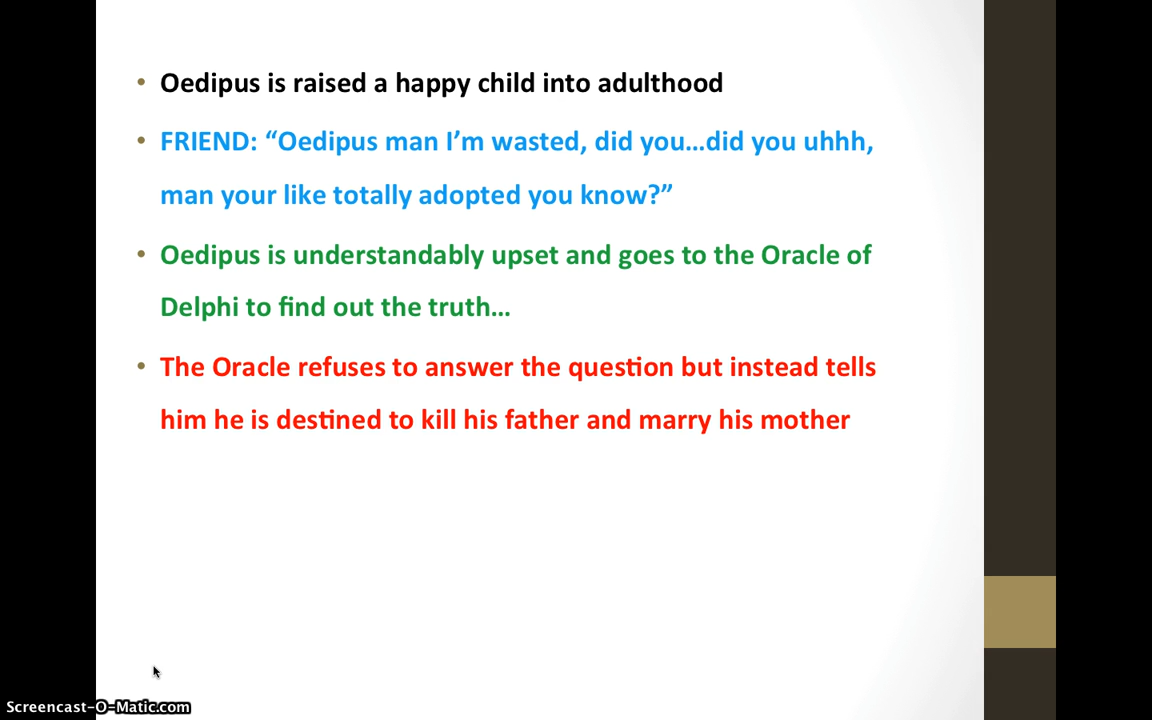 • Oedipus is raised a happy child into adulthood
• FRIEND: “Oedipus man I’m wasted, did you…did you uhhh,
man your like totally adopted you know?”
• Oedipus is understandably upset and goes to the Oracle of
Delphi to find out the truth…
• The Oracle refuses to answer the question but instead tells
him he is destined to kill his father and marry his mother
Screencast-O-Matic.com